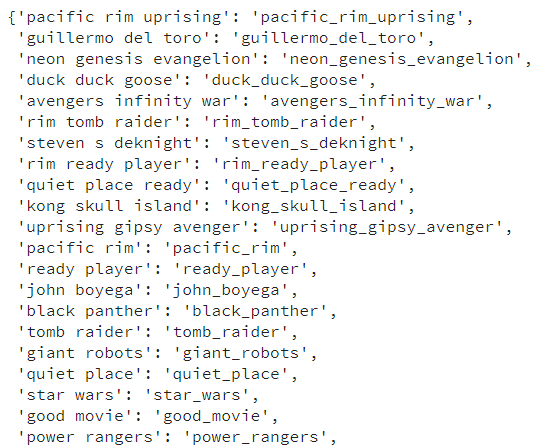 {'pacific rim uprising': 'pacific_rim_uprising',
'guillermo del toro': 'guillermo_del_toro',
'neon genesis evangelion': 'neon_genesis_evangelion',
'duck duck goose': 'duck_duck_goose',
'avengers infinity war': 'avengers_infinity_war',
'rim tomb raider': 'rim_tomb_raider',
'steven s deknight': 'steven_s_deknight',
'rim ready player': 'rim_ready_player',
'quiet place ready': 'quiet_place_ready',
'kong skull island': 'kong_skull_island',
'uprising gipsy avenger': 'uprising_gipsy_avenger',
'pacific rim': 'pacific_rim',
'ready player': 'ready_player',
'john boyega': 'john_boyega',
'black panther': 'black_panther',
'tomb raider': 'tomb_raider',
'giant robots': 'giant_robots',
'quiet place': 'quiet_place',
'star wars': 'star_wars',
'good movie': 'good_movie',
'power rangers': 'power_rangers',